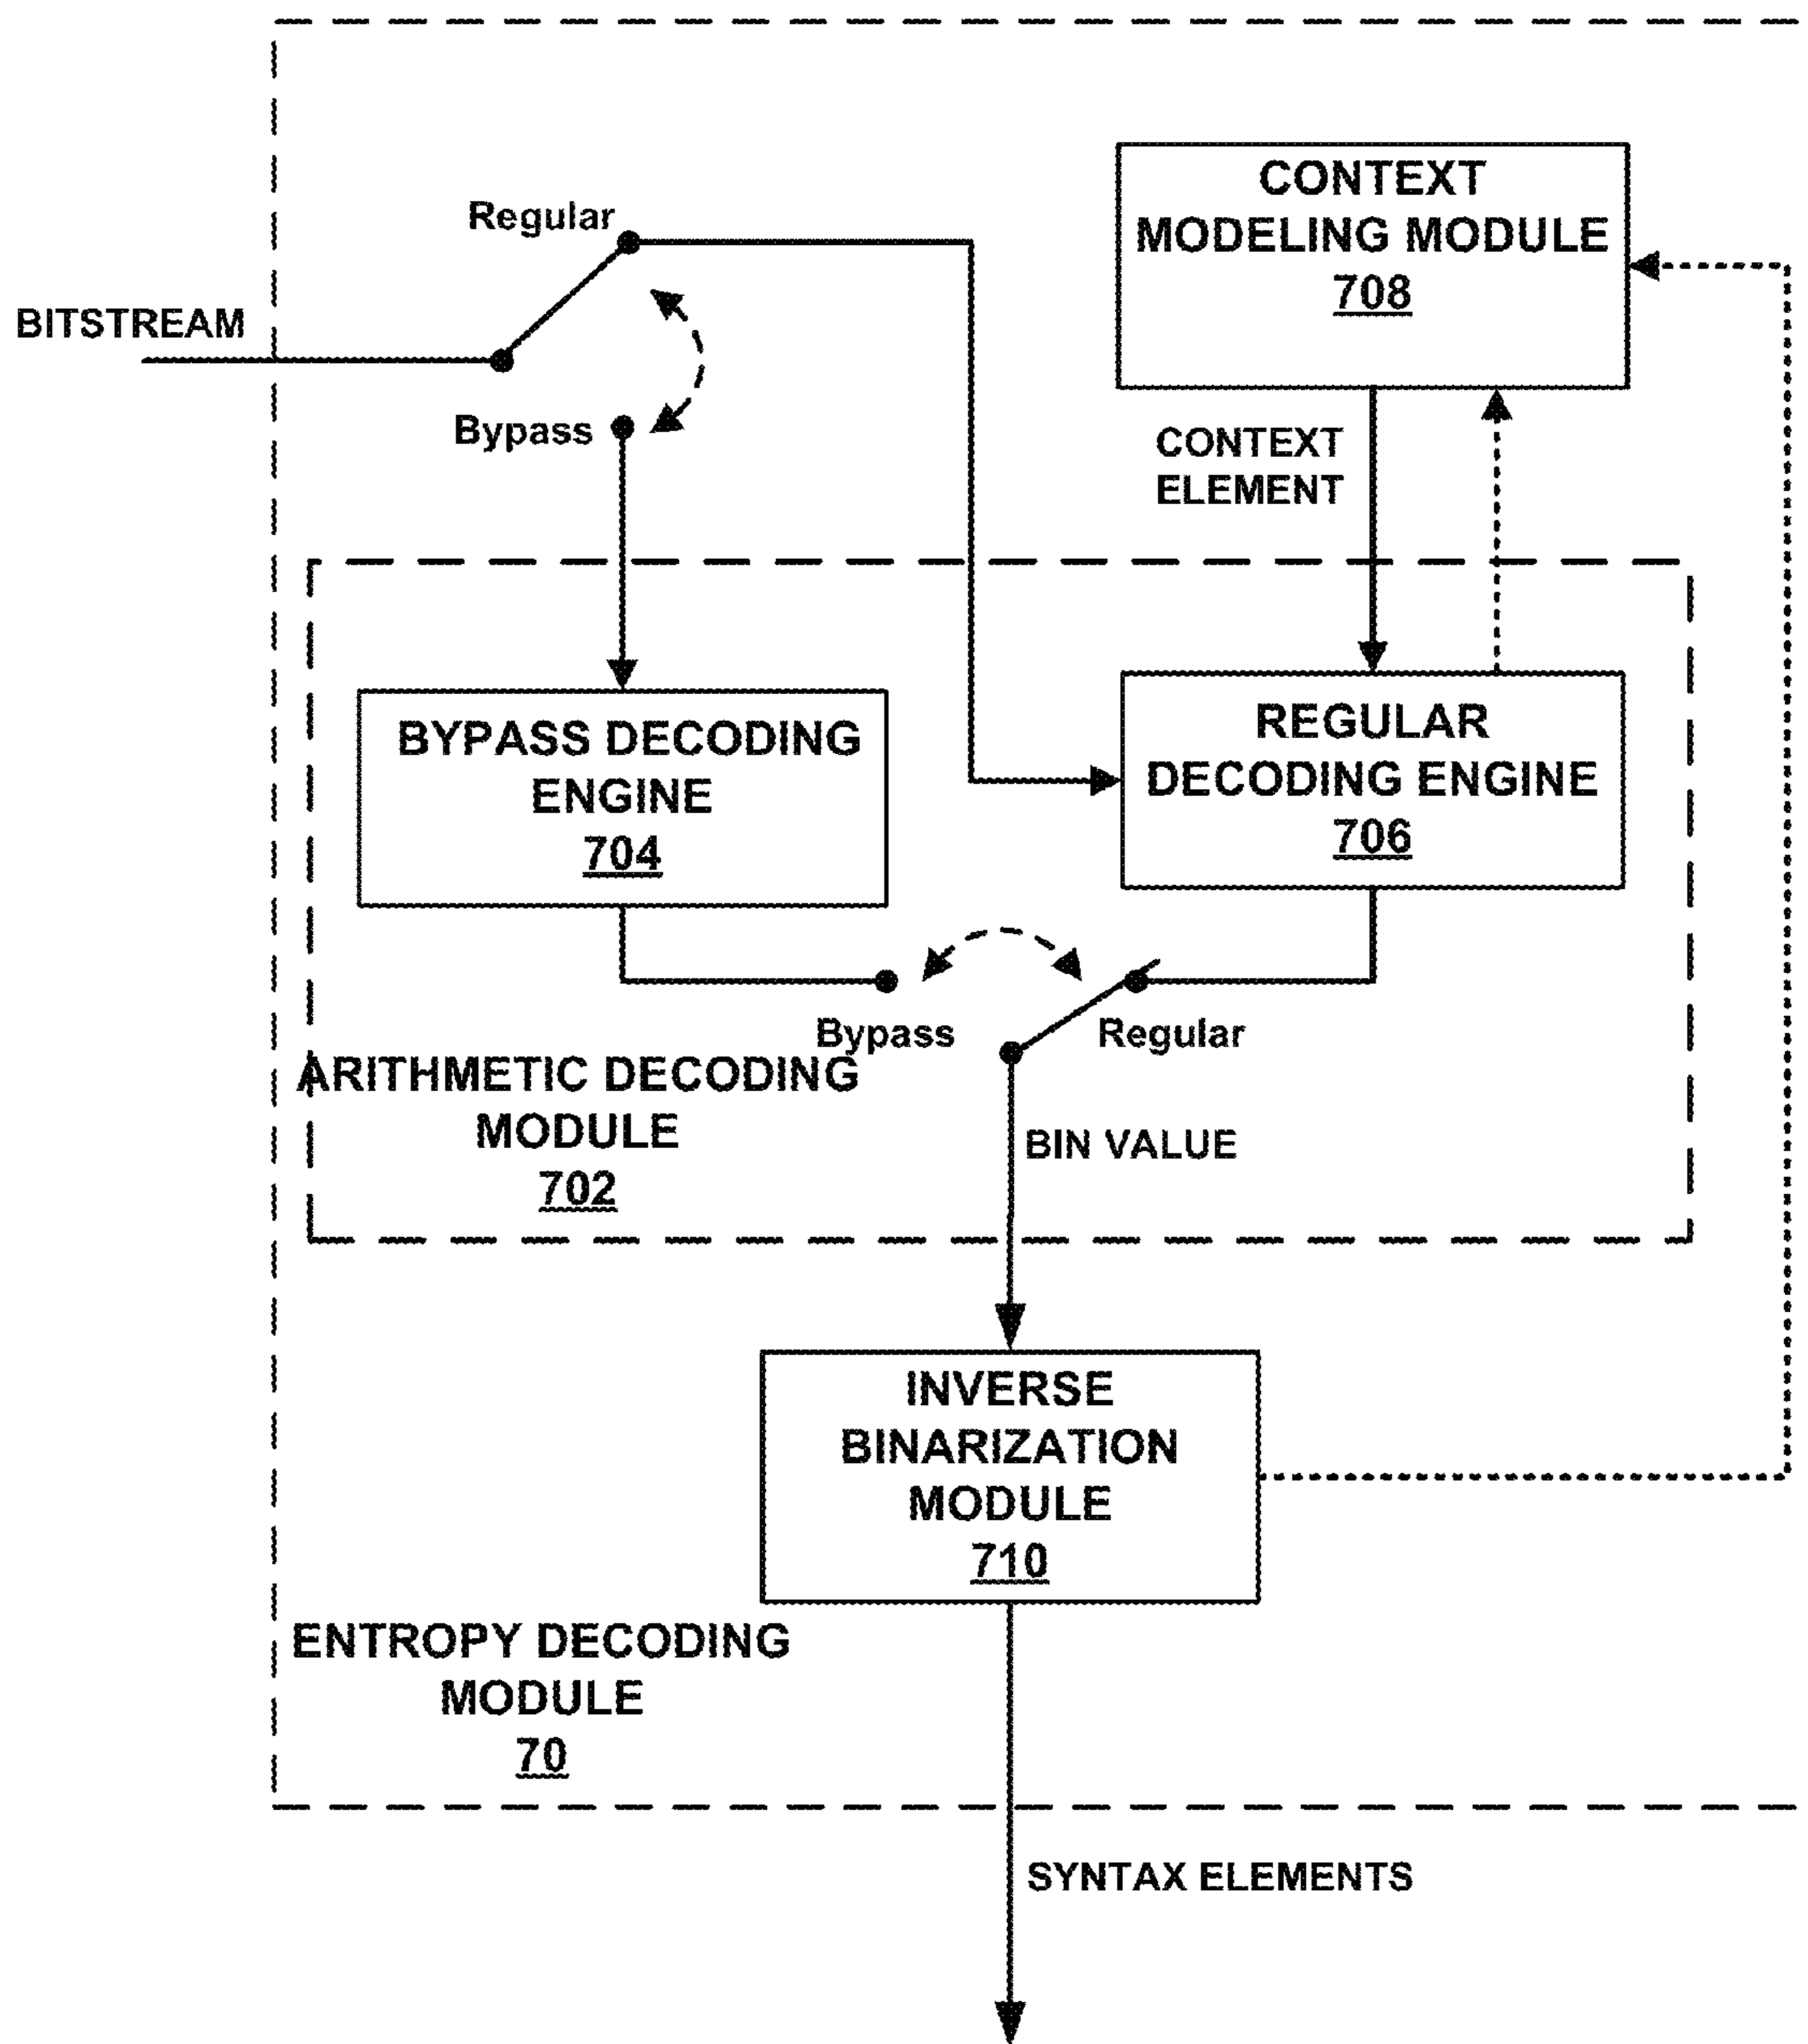 CONTEXT
MODELING MODULE
708
Regular
BITSTREAM
Bypass
CONTEXT
ELEMENT
BYPASS DECODING
ENGINE
704
REGULAR
DECODING ENGINE
706
Bypass
Regular
ARITHMETIC DECODING
MODULE
702
BIN VALUE
INVERSE
BINARIZATION
MODULE
710
ENTROPY DECODING
MODULE
70
SYNTAX ELEMENTS